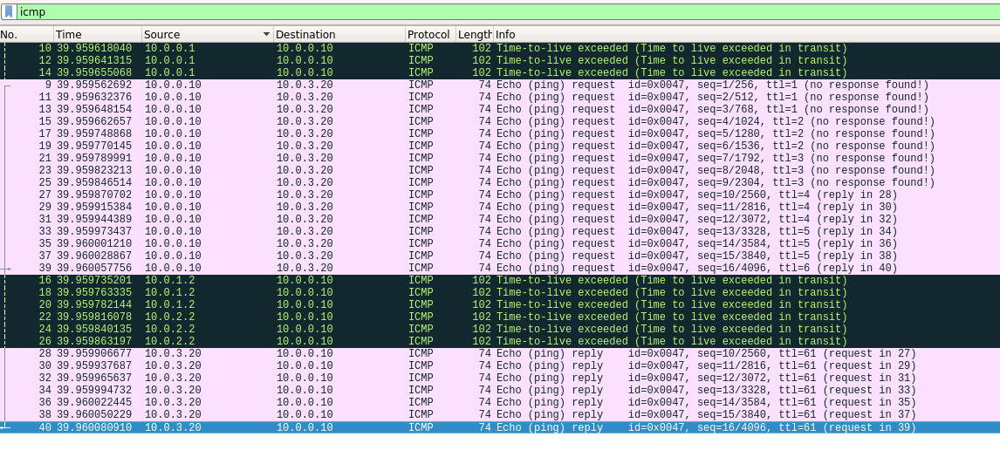 icmp
No. Time Source Destination Protocol Length Info
10 39.959618040 10.0.0.1 10.0.0.10 ICMP 102 Time-to-live exceeded (Time to live exceeded in transit)
12 39.959641315 10.0.0.1 10.0.0.10 ICMP 102 Time-to-live exceeded (Time to live exceeded in transit)
14 39.959655068 10.0.0.1 10.0.0.10 ICMP 102 Time-to-live exceeded (Time to live exceeded in transit)
9 39.959562692 10.0.0.10 10.0.3.20 ICMP 74 Echo (ping) request id=0x0047, seq=1/256, ttl=1 (no response found!)
11 39.959632376 10.0.0.10 10.0.3.20 ICMP 74 Echo (ping) request id=0x0047, seq=2/512, ttl=1 (no response found!)
13 39.959648154 10.0.0.10 10.0.3.20 ICMP 74 Echo (ping) request id=0x0047, seq=3/768, ttl=1 (no response found!)
15 39.959662657 10.0.0.10 10.0.3.20 ICMP 74 Echo (ping) request id=0x0047, seq=4/1024, ttl=2 (no response found!)
17 39.959748868 10.0.0.10 10.0.3.20 ICMP 74 Echo (ping) request id=0x0047, seq=5/1280, ttl=2 (no response found!)
19 39.959770145 10.0.0.10 10.0.3.20 ICMP 74 Echo (ping) request id=0x0047, seq=6/1536, ttl=2 (no response found!)
21 39.959789991 10.0.0.10 10.0.3.20 ICMP 74 Echo (ping) request id=0x0047, seq=7/1792, ttl=3 (no response found!)
23 39.959823213 10.0.0.10 10.0.3.20 ICMP 74 Echo (ping) request id=0x0047, seq=8/2048, ttl=3 (no response found!)
25 39.959846514 10.0.0.10 10.0.3.20 ICMP 74 Echo (ping) request id=0x0047, seq=9/2304, ttl=3 (no response found!)
27 39.959870702 10.0.0.10 10.0.3.20 ICMP 74 Echo (ping) request id=0x0047, seq=10/2560, ttl=4 (reply in 28)
29 39.959915384 10.0.0.10 10.0.3.20 ICMP 74 Echo (ping) request id=0x0047, seq=11/2816, ttl=4 (reply in 30)
31 39.959944389 10.0.0.10 10.0.3.20 ICMP 74 Echo (ping) request id=0x0047, seq=12/3072, ttl=4 (reply in 32)
33 39.959973437 10.0.0.10 10.0.3.20 ICMP 74 Echo (ping) request id=0x0047, seq=13/3328, ttl=5 (reply in 34)
35 39.960001210 10.0.0.10 10.0.3.20 ICMP 74 Echo (ping) request id=0x0047, seq=14/3584, ttl=5 (reply in 36)
37 39.960028867 10.0.0.10 10.0.3.20 ICMP 74 Echo (ping) request id=0x0047, seq=15/3840, ttl=5 (reply in 38)
39 39.960057756 10.0.0.10 10.0.3.20 ICMP 74 Echo (ping) request id=0x0047, seq=16/4096, ttl=6 (reply in 40)
16 39.959735201 10.0.1.2 10.0.0.10 ICMP 102 Time-to-live exceeded (Time to live exceeded in transit)
18 39.959763335 10.0.1.2 10.0.0.10 ICMP 102 Time-to-live exceeded (Time to live exceeded in transit)
20 39.959782144 10.0.1.2 10.0.0.10 ICMP 102 Time-to-live exceeded (Time to live exceeded in transit)
22 39.959816078 10.0.2.2 10.0.0.10 ICMP 102 Time-to-live exceeded (Time to live exceeded in transit)
24 39.959840135 10.0.2.2 10.0.0.10 ICMP 102 Time-to-live exceeded (Time to live exceeded in transit)
26 39.959863197 10.0.2.2 10.0.0.10 ICMP 102 Time-to-live exceeded (Time to live exceeded in transit)
28 39.959906677 10.0.3.20 10.0.0.10 ICMP 74 Echo (ping) reply id=0x0047, seq=10/2560, ttl=61 (request in 27)
30 39.959937687 10.0.3.20 10.0.0.10 ICMP 74 Echo (ping) reply id=0x0047, seq=11/2816, ttl=61 (request in 29)
32 39.959965637 10.0.3.20 10.0.0.10 ICMP 74 Echo (ping) reply id=0x0047, seq=12/3072, ttl=61 (request in 31)
34 39.959994732 10.0.3.20 10.0.0.10 ICMP 74 Echo (ping) reply id=0x0047, seq=13/3328, ttl=61 (request in 33)
36 39.960022445 10.0.3.20 10.0.0.10 ICMP 74 Echo (ping) reply id=0x0047, seq=14/3584, ttl=61 (request in 35)
38 39.960050229 10.0.3.20 10.0.0.10 ICMP 74 Echo (ping) reply id=0x0047, seq=15/3840, ttl=61 (request in 37)
40 39.960080910 10.0.3.20 10.0.0.10 ICMP 74 Echo (ping) reply id=0x0047, seq=16/4096, ttl=61 (request in 39)